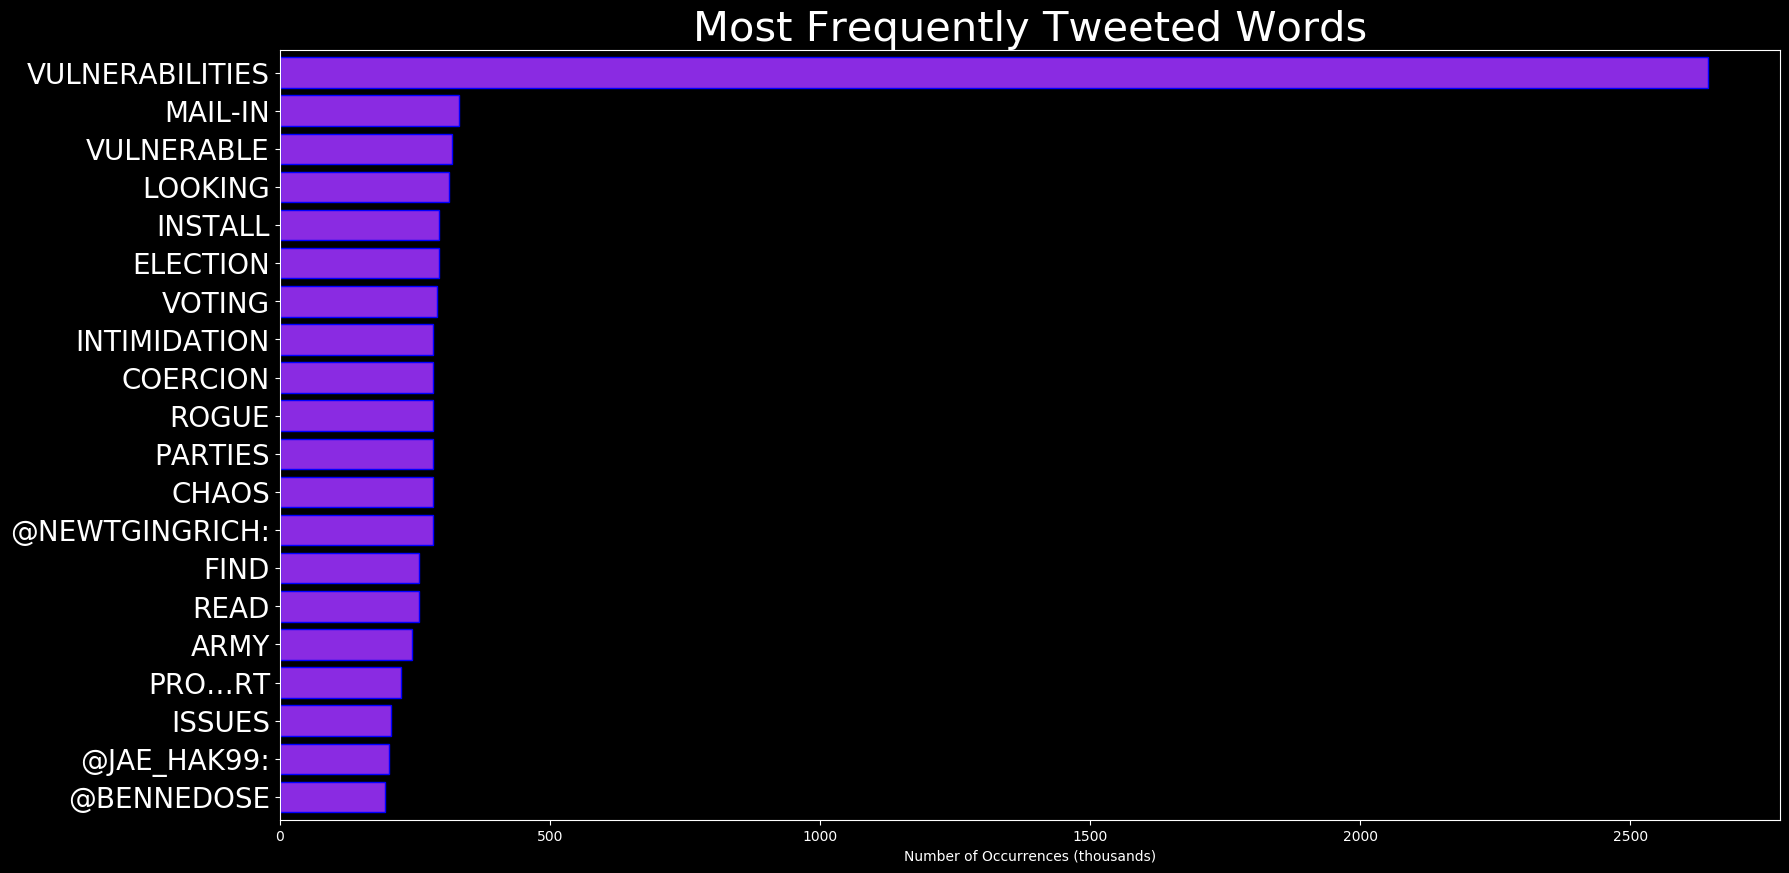 Most Frequently Tweeted Words
VULNERABILITIES
MAIL-IN
VULNERABLE
LOOKING
INSTALL
ELECTION
VOTING
INTIMIDATION
COERCION
ROGUE
PARTIES
CHAOS
@NEWTGINGRICH:
FIND
READ
ARMY
PRO…RT
ISSUES
@JAE_HAK99:
@BENNEDOSE
0 500 1000 1500 2000 2500
Number of Occurrences (thousands)